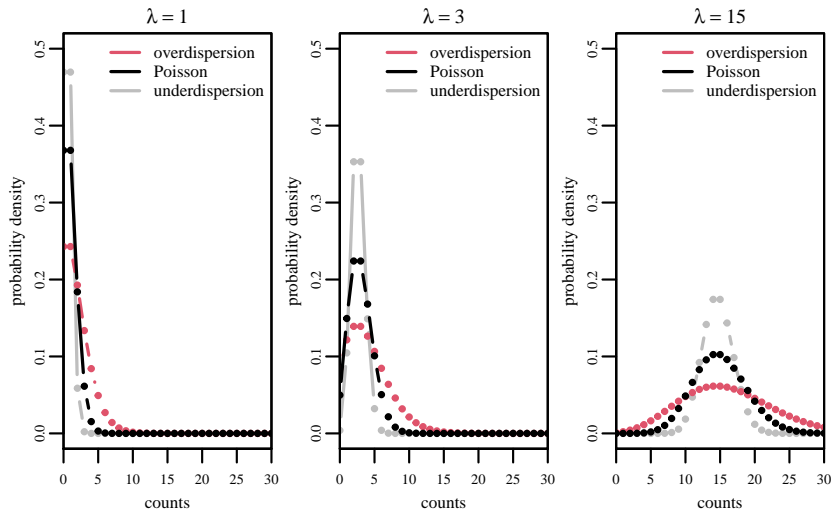 λ = 1
0.5
0.4
0.3
0.2
0.1
0.0
probability density
overdispersion
Poisson
underdispersion
0 5 10 15 20 25 30
counts
λ = 3
0.5
0.4
0.3
0.2
0.1
0.0
probability density
overdispersion
Poisson
underdispersion
0 5 10 15 20 25 30
counts
λ = 15
0.5
0.4
0.3
0.2
0.1
0.0
probability density
overdispersion
Poisson
underdispersion
0 5 10 15 20 25 30
counts